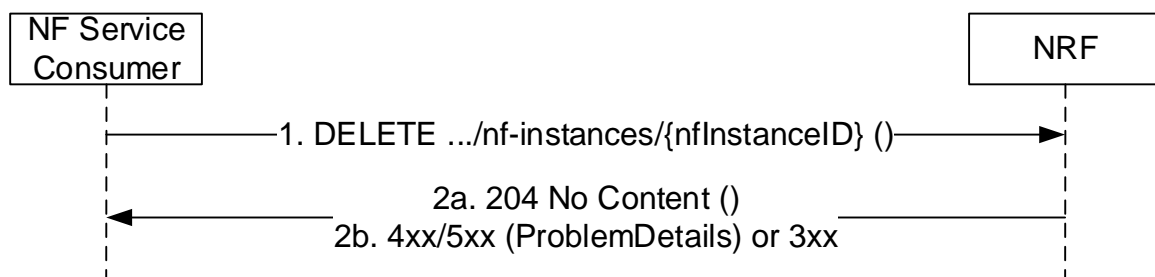 NF Service
Consumer
NRF
1. DELETE .../nf-instances/{nfInstanceID} ()
2a. 204 No Content ()
2b. 4xx/5xx (ProblemDetails) or 3xx